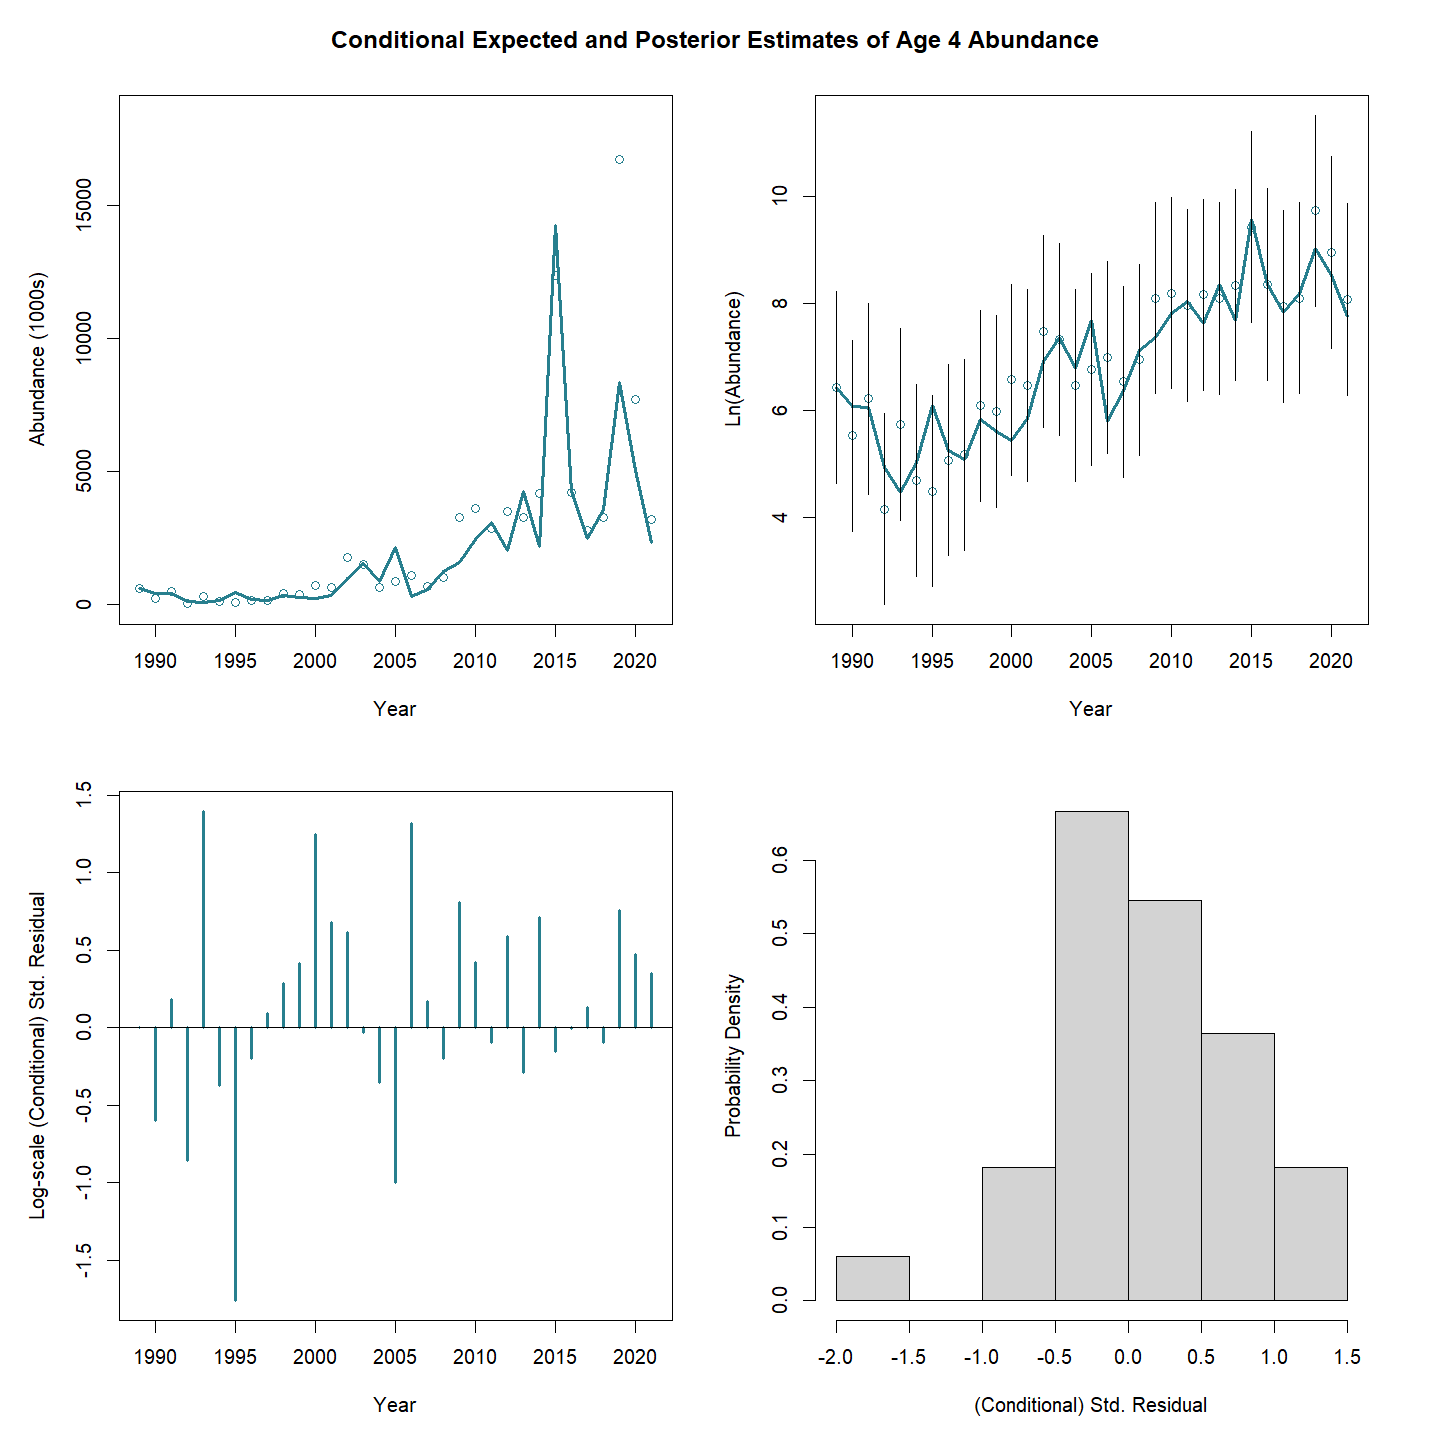 Conditional Expected and Posterior Estimates of Age 4 Abundance
Abundance (1000s)
15000
10000
5000
0
1990 1995 2000 2005 2010 2015 2020
Year
Ln(Abundance)
10
8
6
4
1990 1995 2000 2005 2010 2015 2020
Year
Log-scale (Conditional) Std. Residual
1.5
1.0
0.5
0.0
-0.5
-1.0
-1.5
1990 1995 2000 2005 2010 2015 2020
Year
Probability Density
0.6
0.5
0.4
0.3
0.2
0.1
0.0
-2.0 -1.5 -1.0 -0.5 0.0 0.5 1.0 1.5
(Conditional) Std. Residual